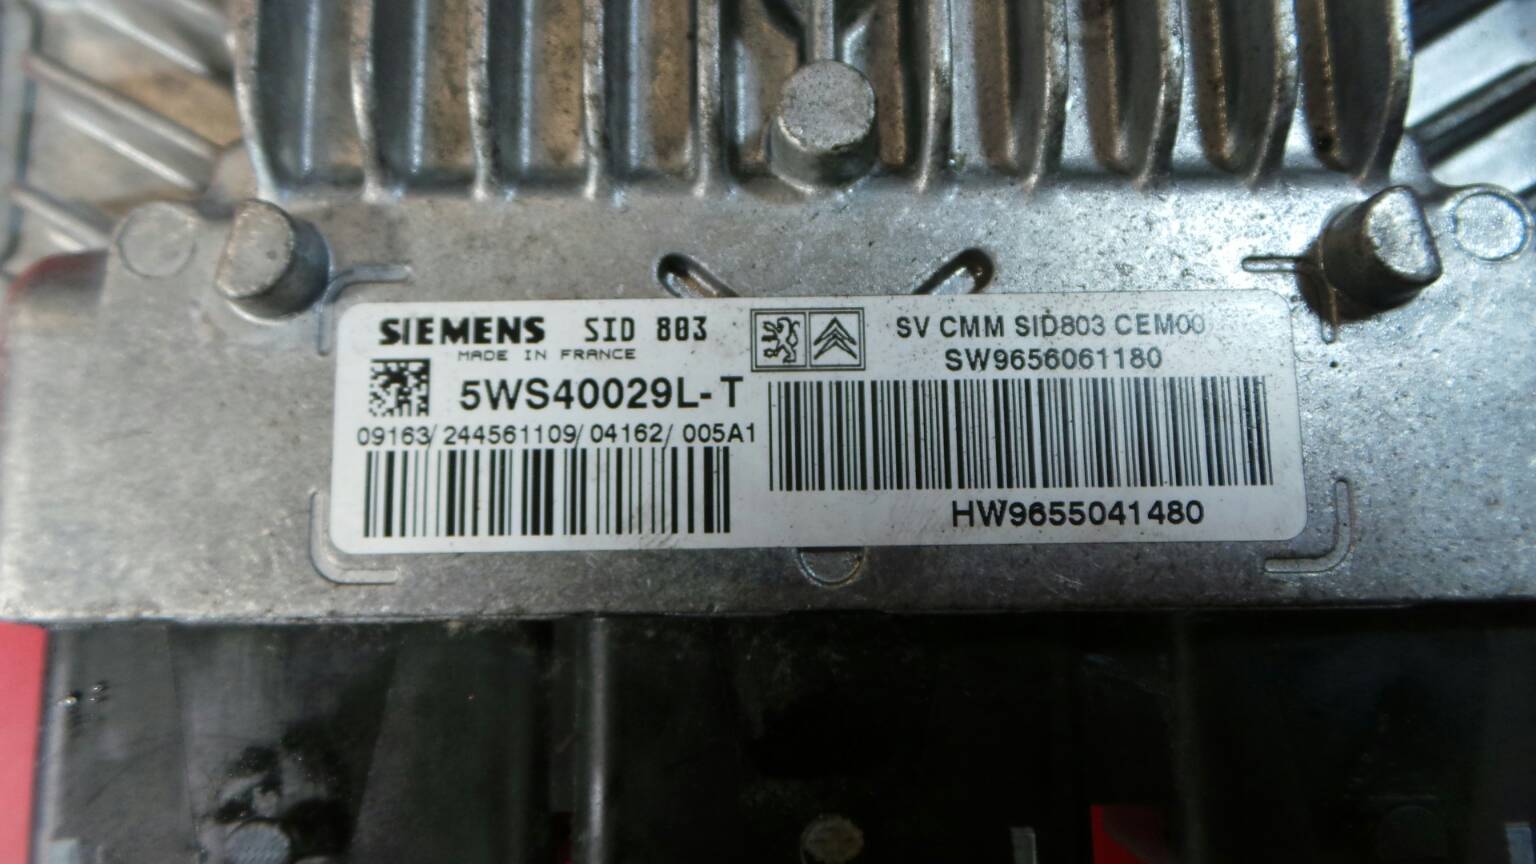 SIEMENS SID 803
MADE IN FRANCE
5WS40029L-T
09163/244561109/04162/005A1
SV CMM SID803 CEM00
SW9656061180
HW9655041480